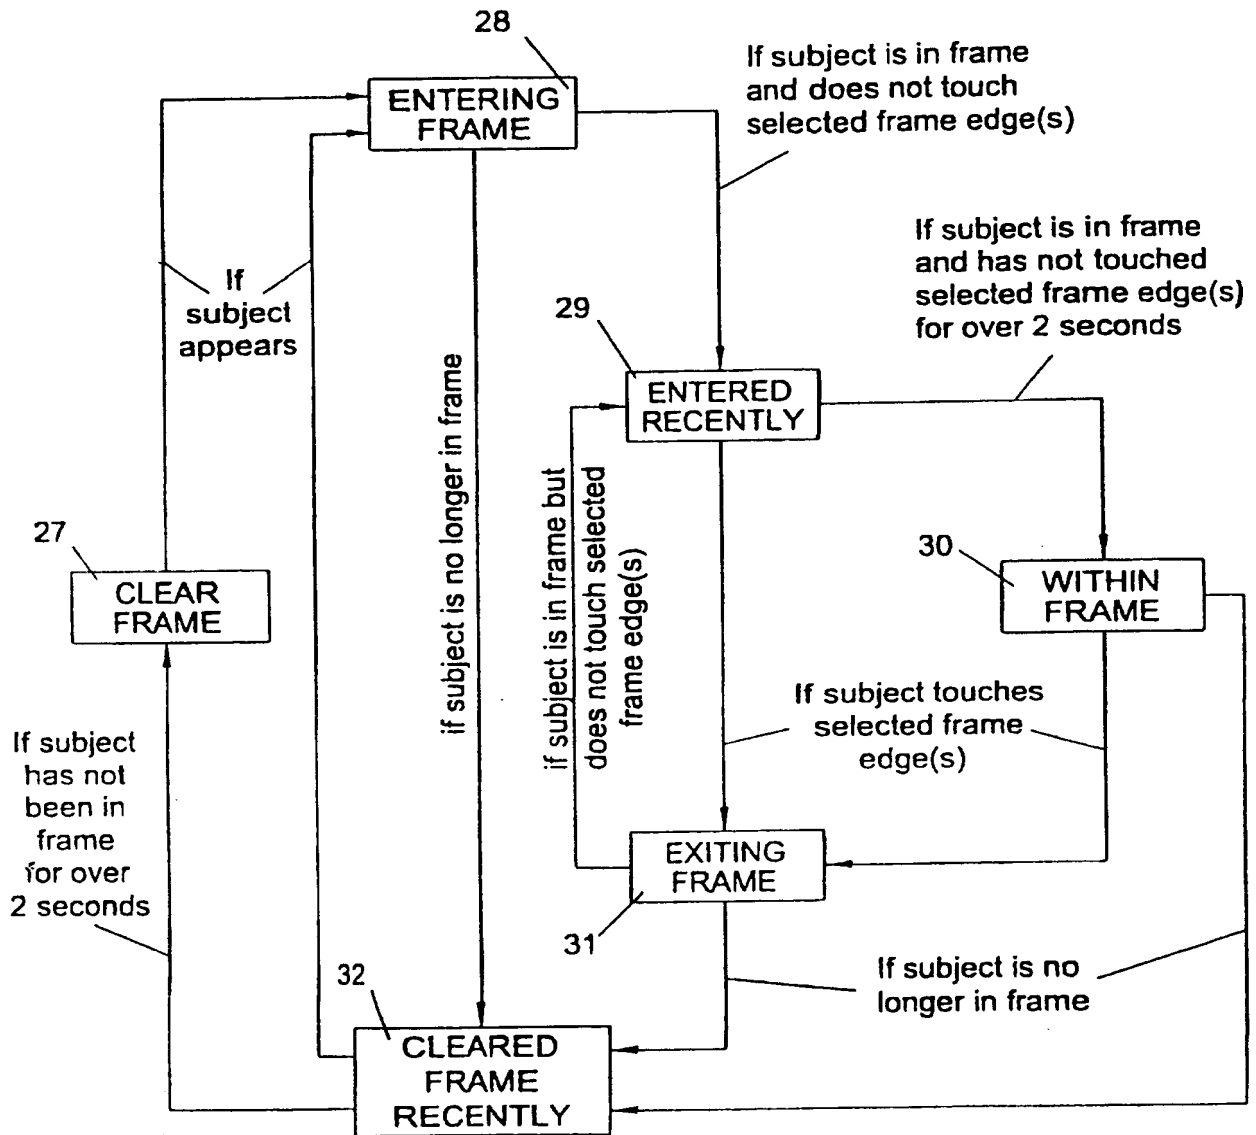 28
ENTERING
FRAME
If subject is in frame
and does not touch
selected frame edge(s)
If subject is in frame
and has not touched
selected frame edge(s)
for over 2 seconds
If
subject
appears
29
ENTERED
RECENTLY
if subject is no longer in frame
if subject is in frame but
does not touch selected
frame edge(s)
27
CLEAR
FRAME
30
WITHIN
FRAME
If subject touches
selected frame
edge(s)
If subject
has not
been in
frame
for over
2 seconds
EXITING
FRAME
31
If subject is no
longer in frame
32
CLEARED
FRAME
RECENTLY